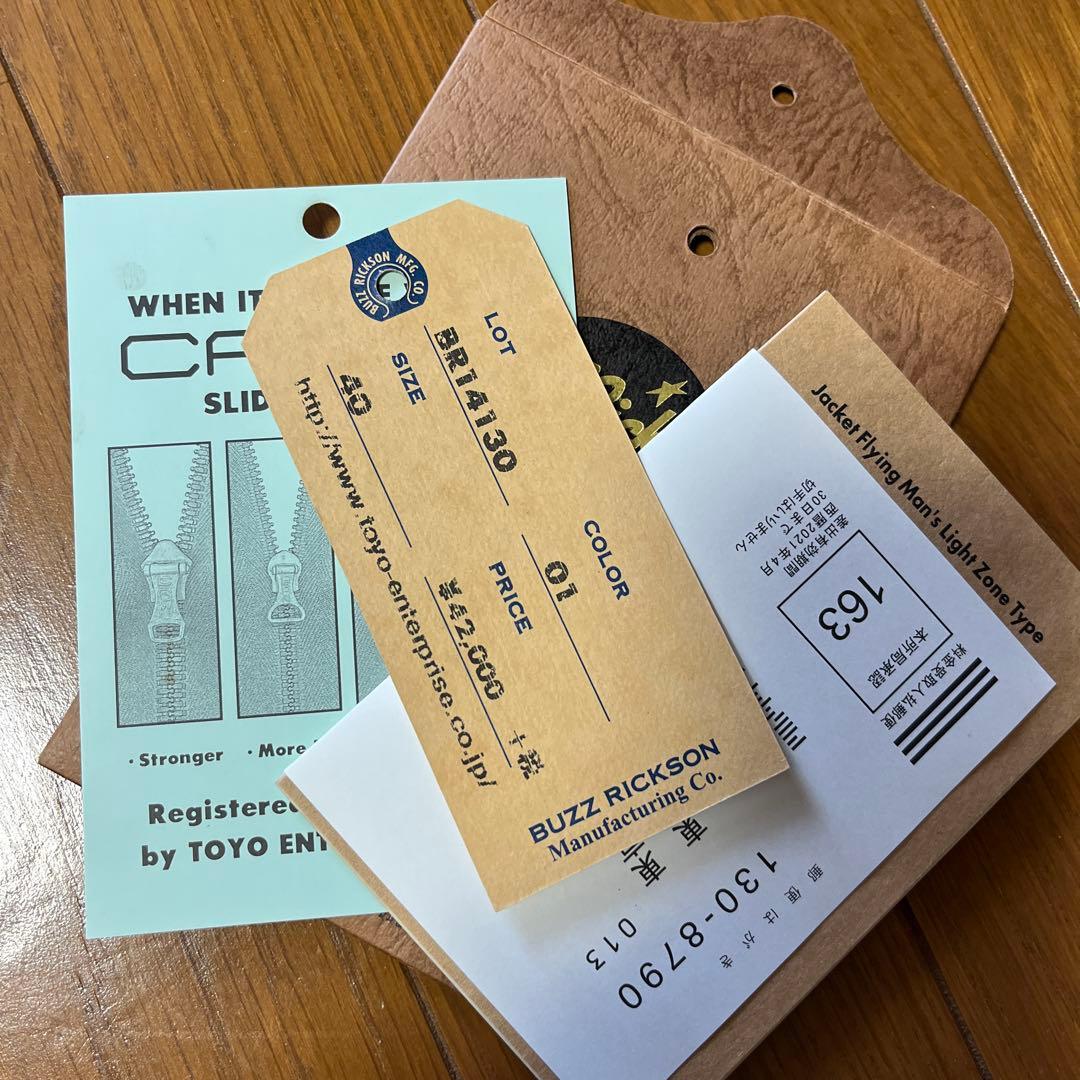 WHEN IT
SLID
· Stronger · More
Registered
by TOYO ENT
BUZZ RICKSON MFG. CO.
LOT
BR14130
SIZE
40
COLOR
01
PRICE
¥42,000 +税
http://www.toyo-enterprise.co.jp/
BUZZ RICKSON
Manufacturing Co.
Jacket Flying Man's Light Zone Type
料金受取人払郵便
本所局承認
163
差出有効期間
西暦2021年4月
30日まで
切手はいりません
郵便はがき
130-8790
013
東